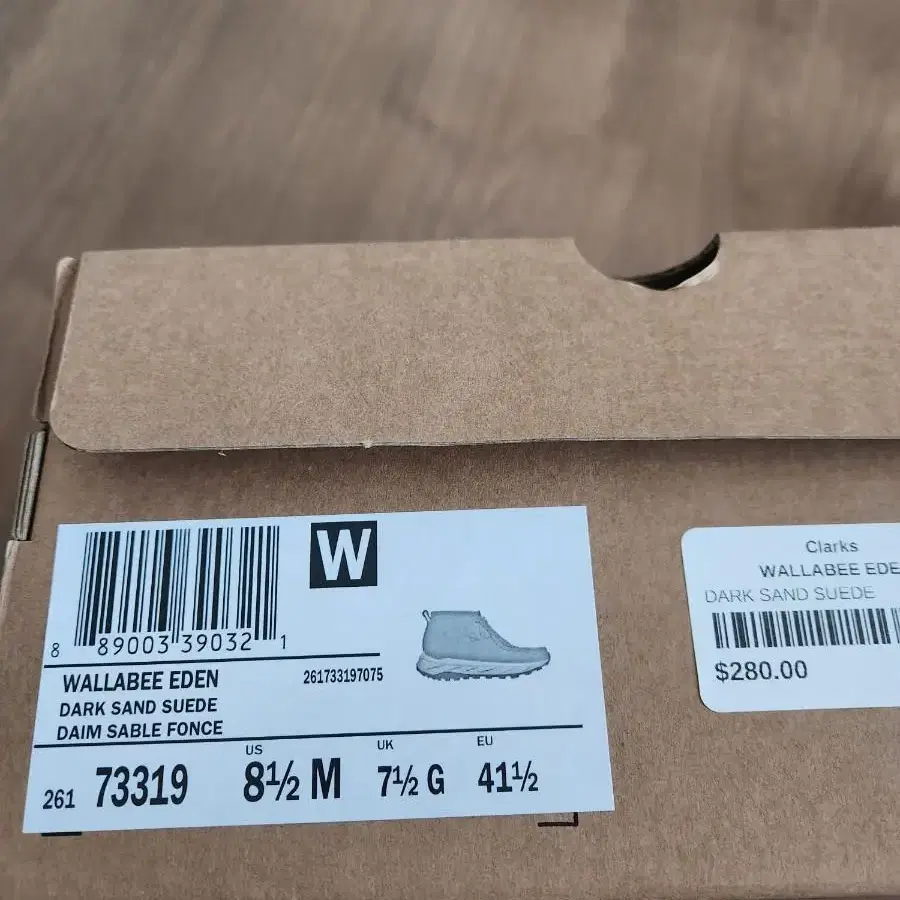 W
8 89003 39032 1
WALLABEE EDEN
261733197075
DARK SAND SUEDE
DAIM SABLE FONCE
US
UK
EU
261 73319 8½ M 7½ G 41½
Clarks
WALLABEE EDE
DARK SAND SUEDE
$280.00